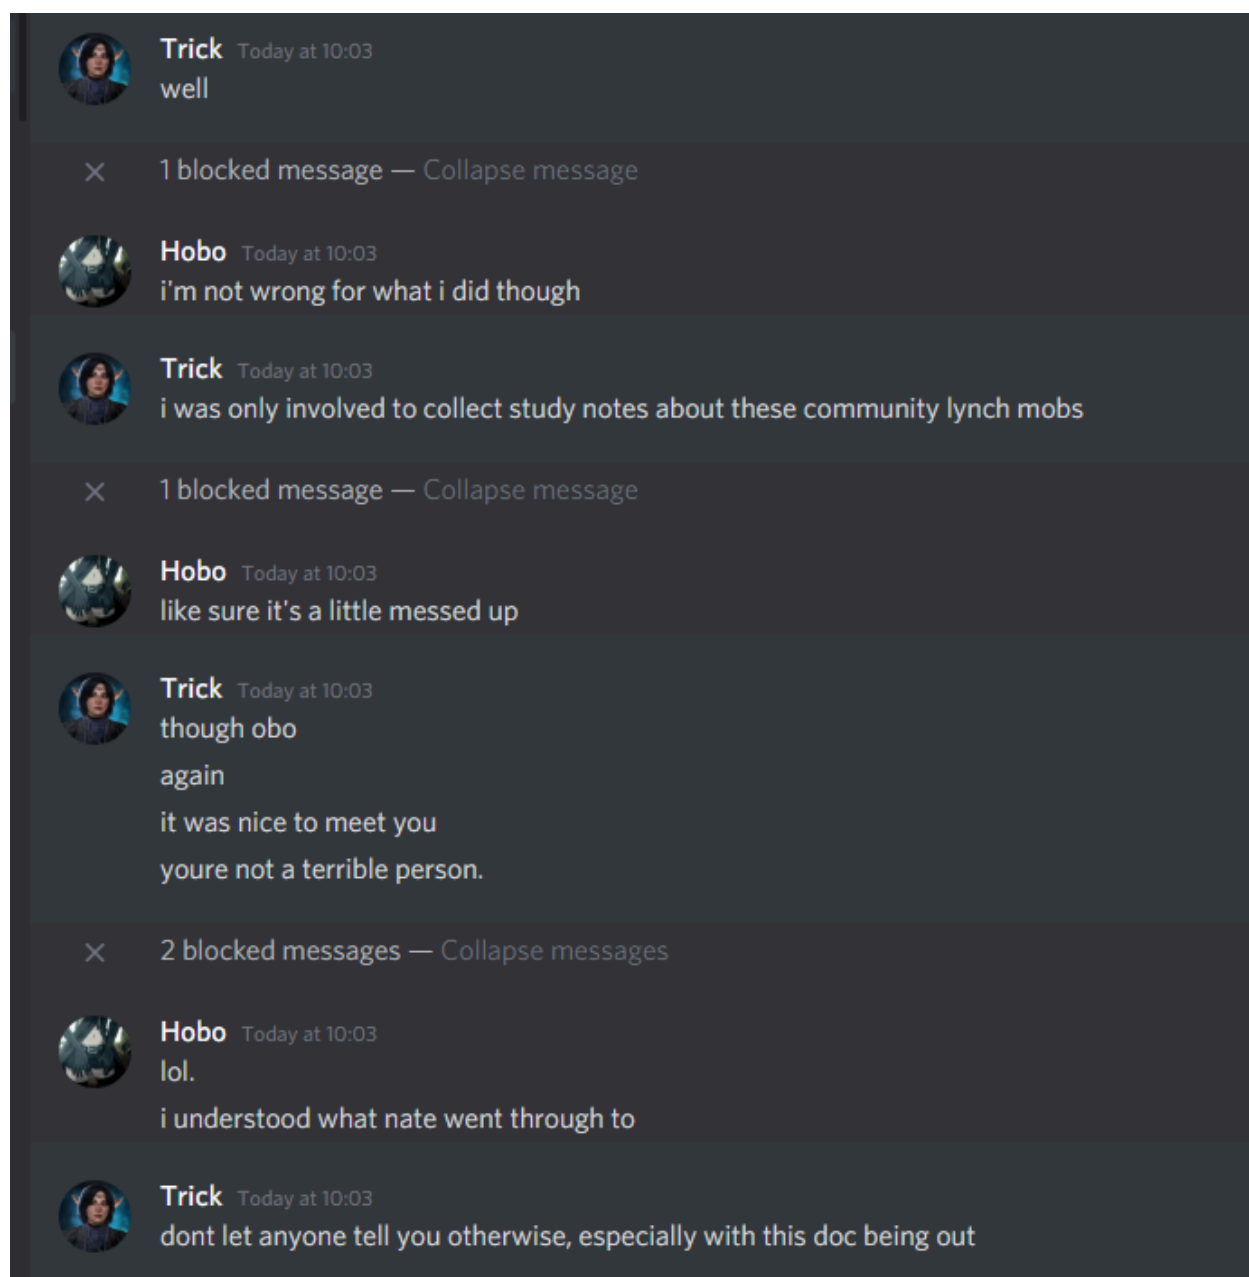 Trick Today at 10:03
well
1 blocked message — Collapse message
Hobo Today at 10:03
i'm not wrong for what i did though
Trick Today at 10:03
i was only involved to collect study notes about these community lynch mobs
1 blocked message — Collapse message
Hobo Today at 10:03
like sure it's a little messed up
Trick Today at 10:03
though obo
again
it was nice to meet you
youre not a terrible person.
2 blocked messages — Collapse messages
Hobo Today at 10:03
lol.
i understood what nate went through to
Trick Today at 10:03
dont let anyone tell you otherwise, especially with this doc being out